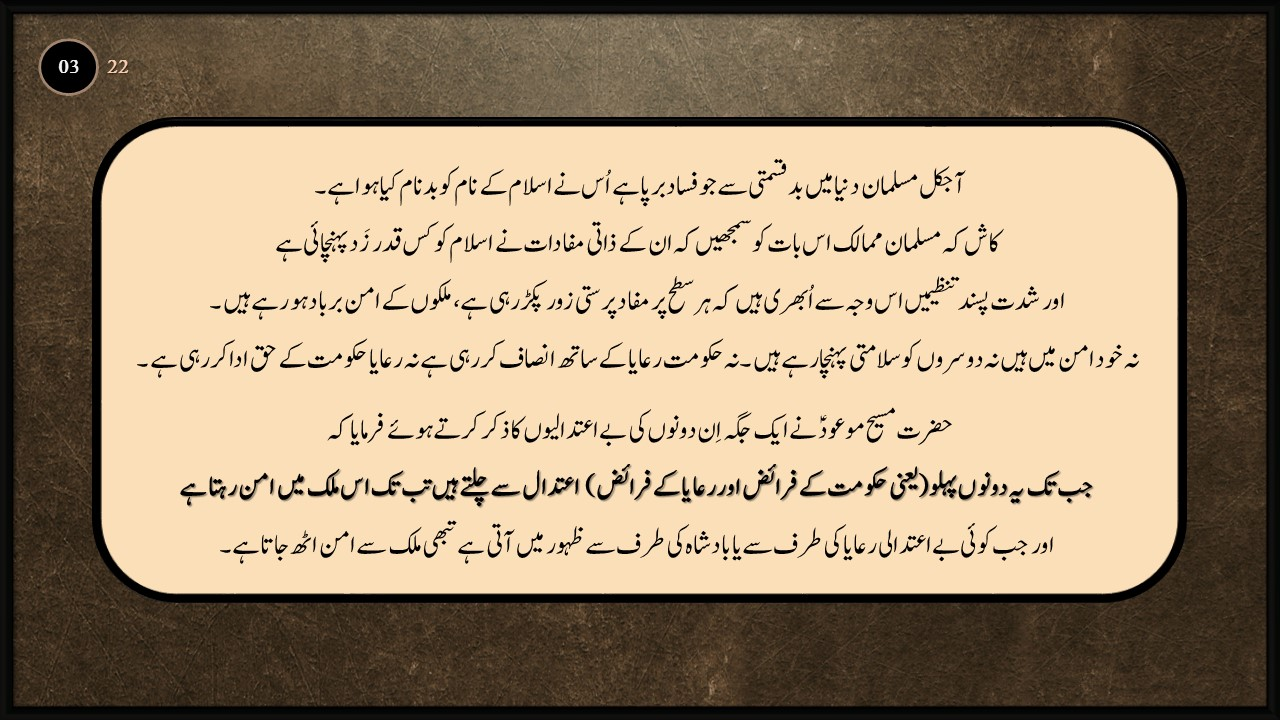 03 22
آجکل مسلمان دنیا میں بدقسمتی سے جو فساد برپا ہے اُس نے اسلام کے نام کو بدنام کیا ہوا ہے۔
کاش کہ مسلمان ممالک اس بات کو سمجھیں کہ ان کے ذاتی مفادات نے اسلام کو کس قدر زَد پہنچائی ہے
اور شدت پسند تنظیمیں اس وجہ سے اُبھری ہیں کہ ہر سطح پر مفاد پرستی زور پکڑ رہی ہے، ملکوں کے امن برباد ہو رہے ہیں۔
نہ خود امن میں ہیں نہ دوسروں کو سلامتی پہنچا رہے ہیں۔ نہ حکومت رعایا کے ساتھ انصاف کر رہی ہے نہ رعایا حکومت کے حق ادا کر رہی ہے۔
حضرت مسیح موعودؑ نے ایک جگہ اِن دونوں کی بے اعتدالیوں کا ذکر کرتے ہوئے فرمایا کہ
جب تک یہ دونوں پہلو (یعنی حکومت کے فرائض اور رعایا کے فرائض) اعتدال سے چلتے ہیں تب تک اس ملک میں امن رہتا ہے
اور جب کوئی بے اعتدالی رعایا کی طرف سے یا بادشاہ کی طرف سے ظہور میں آتی ہے تبھی ملک سے امن اٹھ جاتا ہے۔